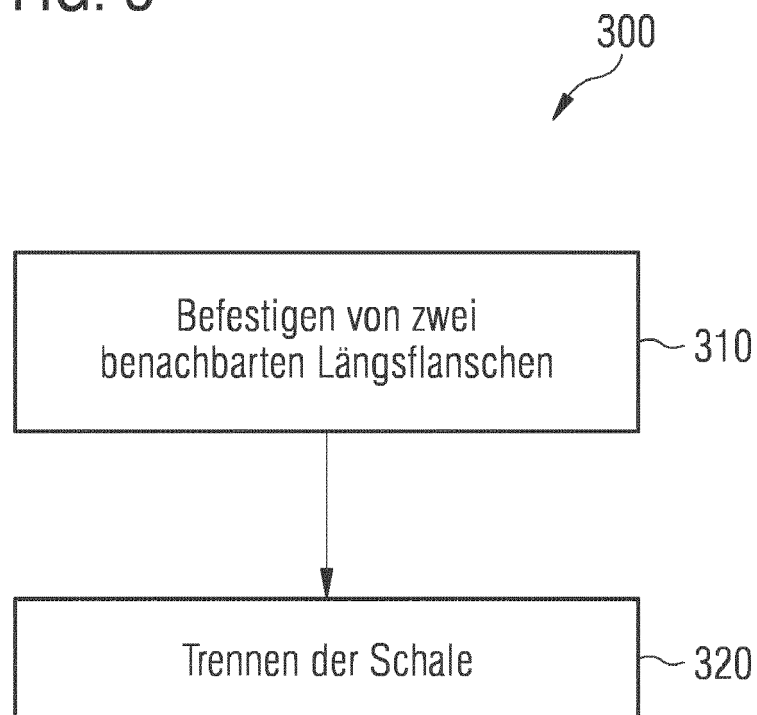 300
Befestigen von zwei
benachbarten Längsflanschen
310
Trennen der Schale
320